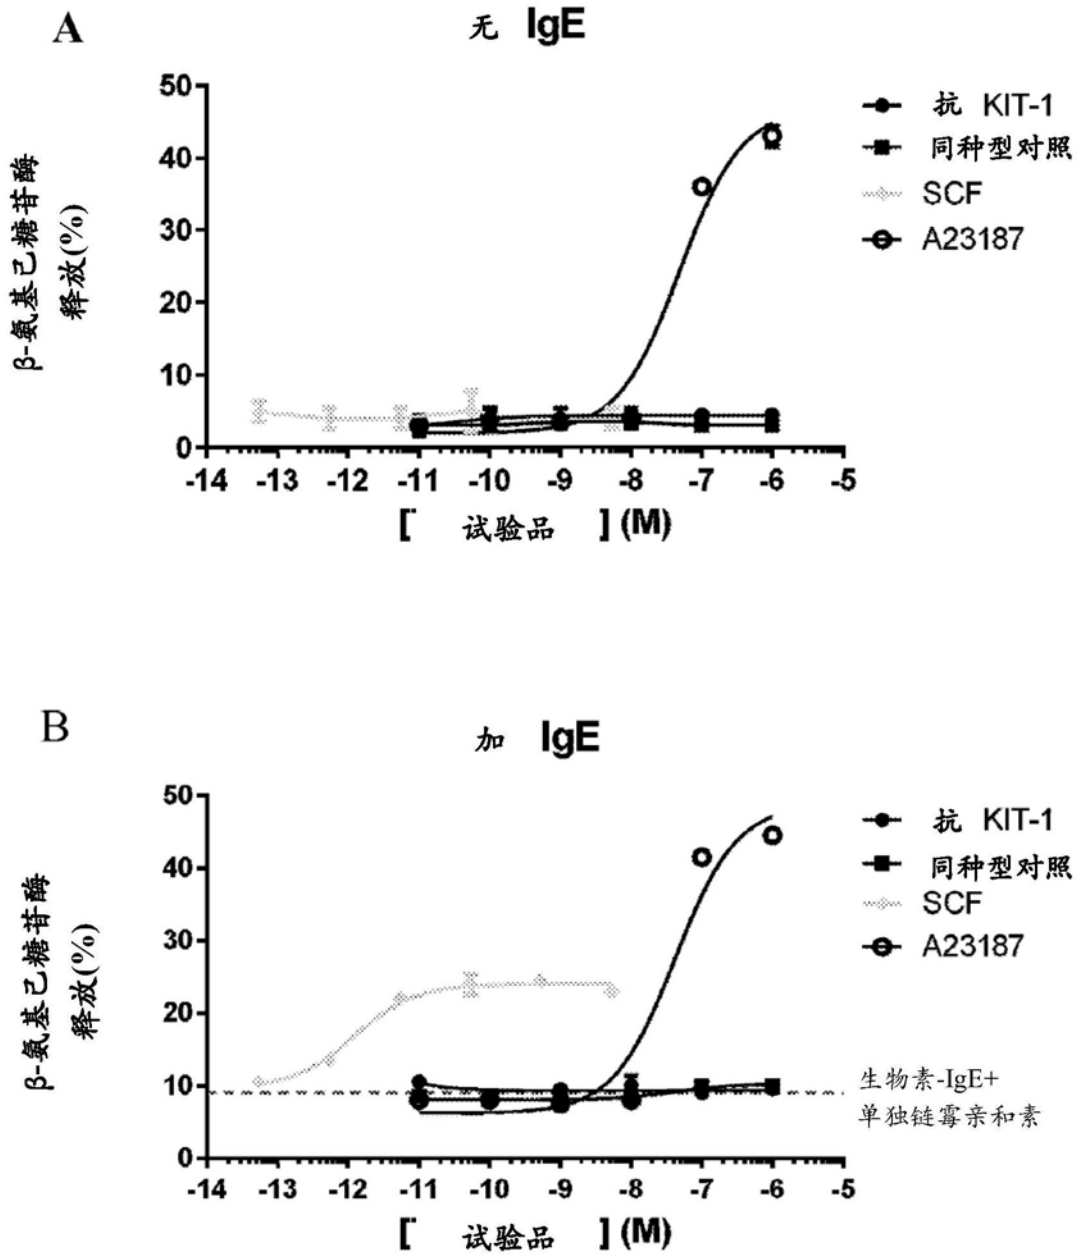 A
无 IgE
β-氨基己糖苷酶
释放(%)
50
40
30
20
10
0
-14 -13 -12 -11 -10 -9 -8 -7 -6 -5
[ 试验品 ] (M)
抗 KIT-1
同种型对照
SCF
A23187
B
加 IgE
β-氨基己糖苷酶
释放(%)
50
40
30
20
10
0
-14 -13 -12 -11 -10 -9 -8 -7 -6 -5
[ 试验品 ] (M)
抗 KIT-1
同种型对照
SCF
A23187
生物素-IgE+
单独链霉亲和素